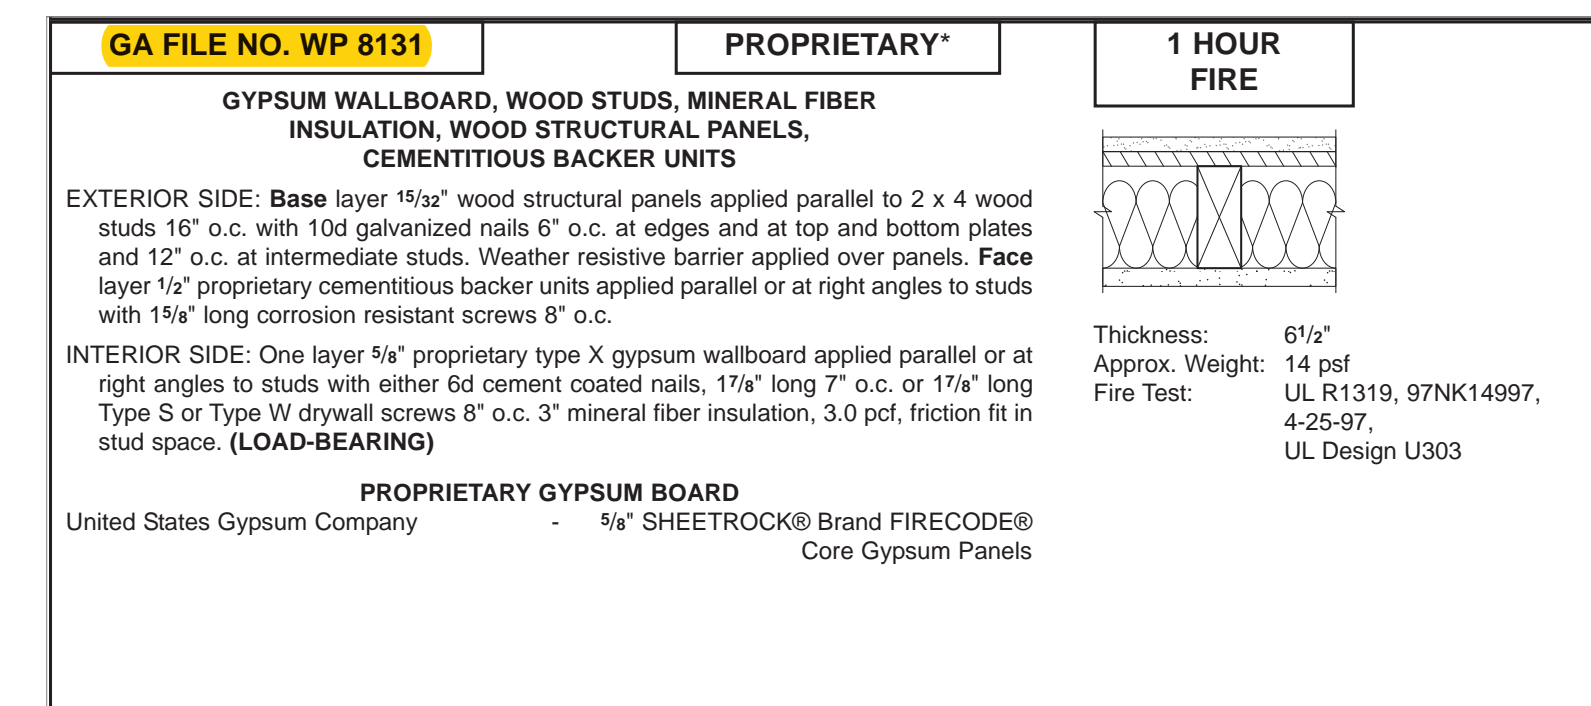 GA FILE NO. WP 8131
PROPRIETARY*
1 HOUR
FIRE
GYPSUM WALLBOARD, WOOD STUDS, MINERAL FIBER
INSULATION, WOOD STRUCTURAL PANELS,
CEMENTITIOUS BACKER UNITS
EXTERIOR SIDE: Base layer 15/32" wood structural panels applied parallel to 2 x 4 wood
studs 16" o.c. with 10d galvanized nails 6" o.c. at edges and at top and bottom plates
and 12" o.c. at intermediate studs. Weather resistive barrier applied over panels. Face
layer 1/2" proprietary cementitious backer units applied parallel or at right angles to studs
with 15/8" long corrosion resistant screws 8" o.c.
INTERIOR SIDE: One layer 5/8" proprietary type X gypsum wallboard applied parallel or at
right angles to studs with either 6d cement coated nails, 17/8" long 7" o.c. or 17/8" long
Type S or Type W drywall screws 8" o.c. 3" mineral fiber insulation, 3.0 pcf, friction fit in
stud space. (LOAD-BEARING)
PROPRIETARY GYPSUM BOARD
United States Gypsum Company - 5/8" SHEETROCK® Brand FIRECODE®
Core Gypsum Panels
Thickness: 61/2"
Approx. Weight: 14 psf
Fire Test: UL R1319, 97NK14997,
4-25-97,
UL Design U303